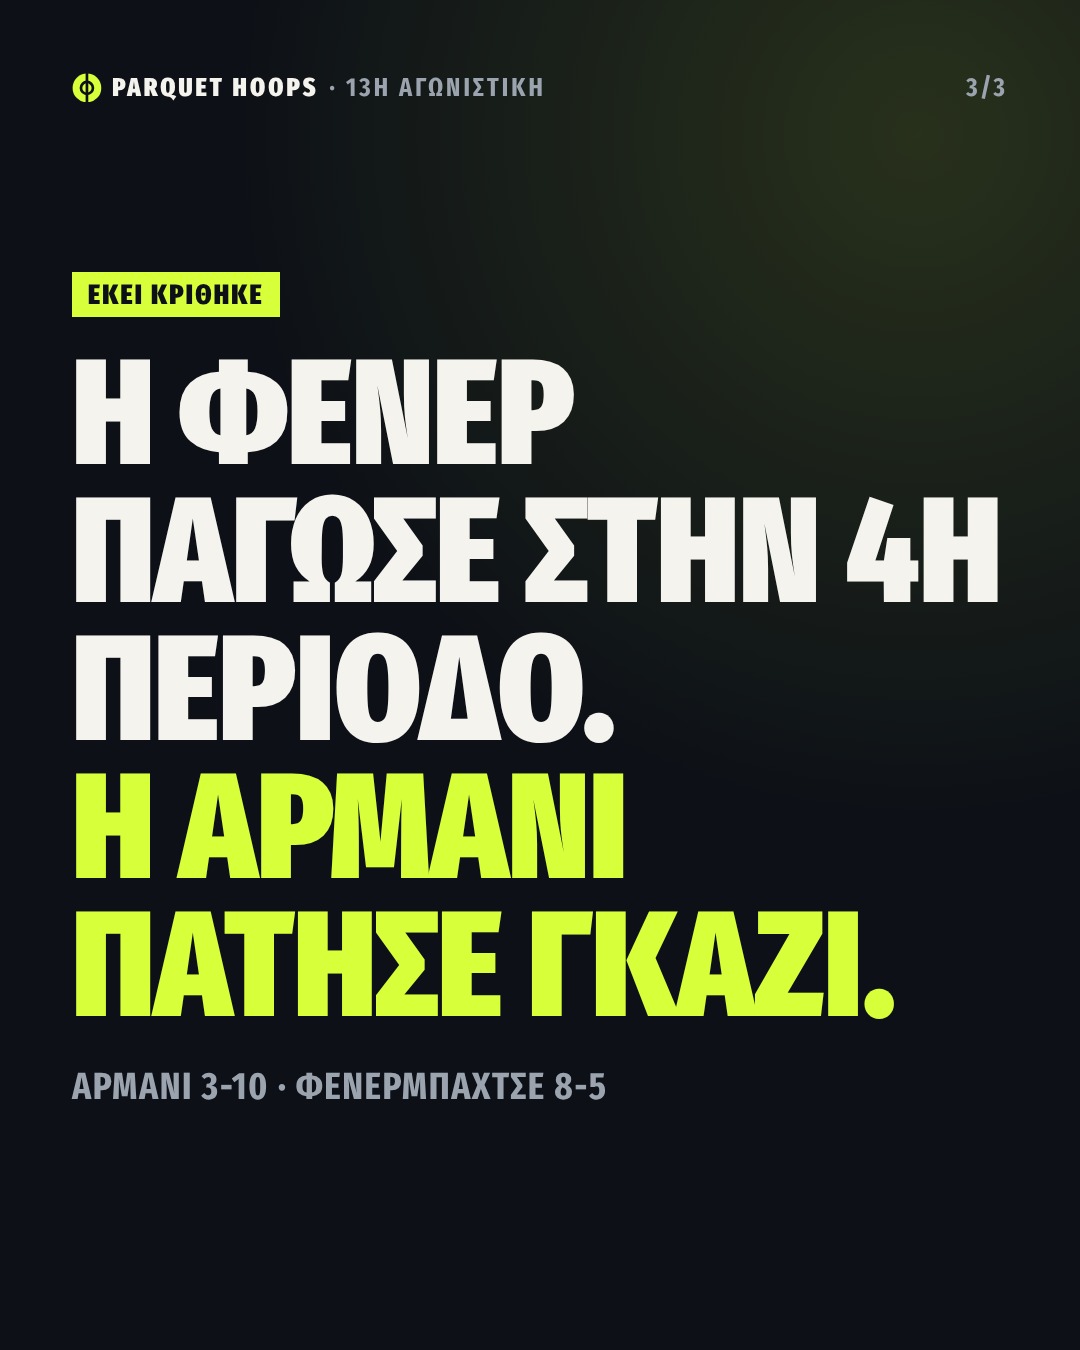 PARQUET HOOPS · 13Η ΑΓΩΝΙΣΤΙΚΗ 3/3
ΕΚΕΙ ΚΡΙΘΗΚΕ
Η ΦΕΝΕΡ
ΠΑΓΩΣΕ ΣΤΗΝ 4Η
ΠΕΡΙΟΔΟ.
Η ΑΡΜΑΝΙ
ΠΑΤΗΣΕ ΓΚΑΖΙ.
ΑΡΜΑΝΙ 3-10 · ΦΕΝΕΡΜΠΑΧΤΣΕ 8-5